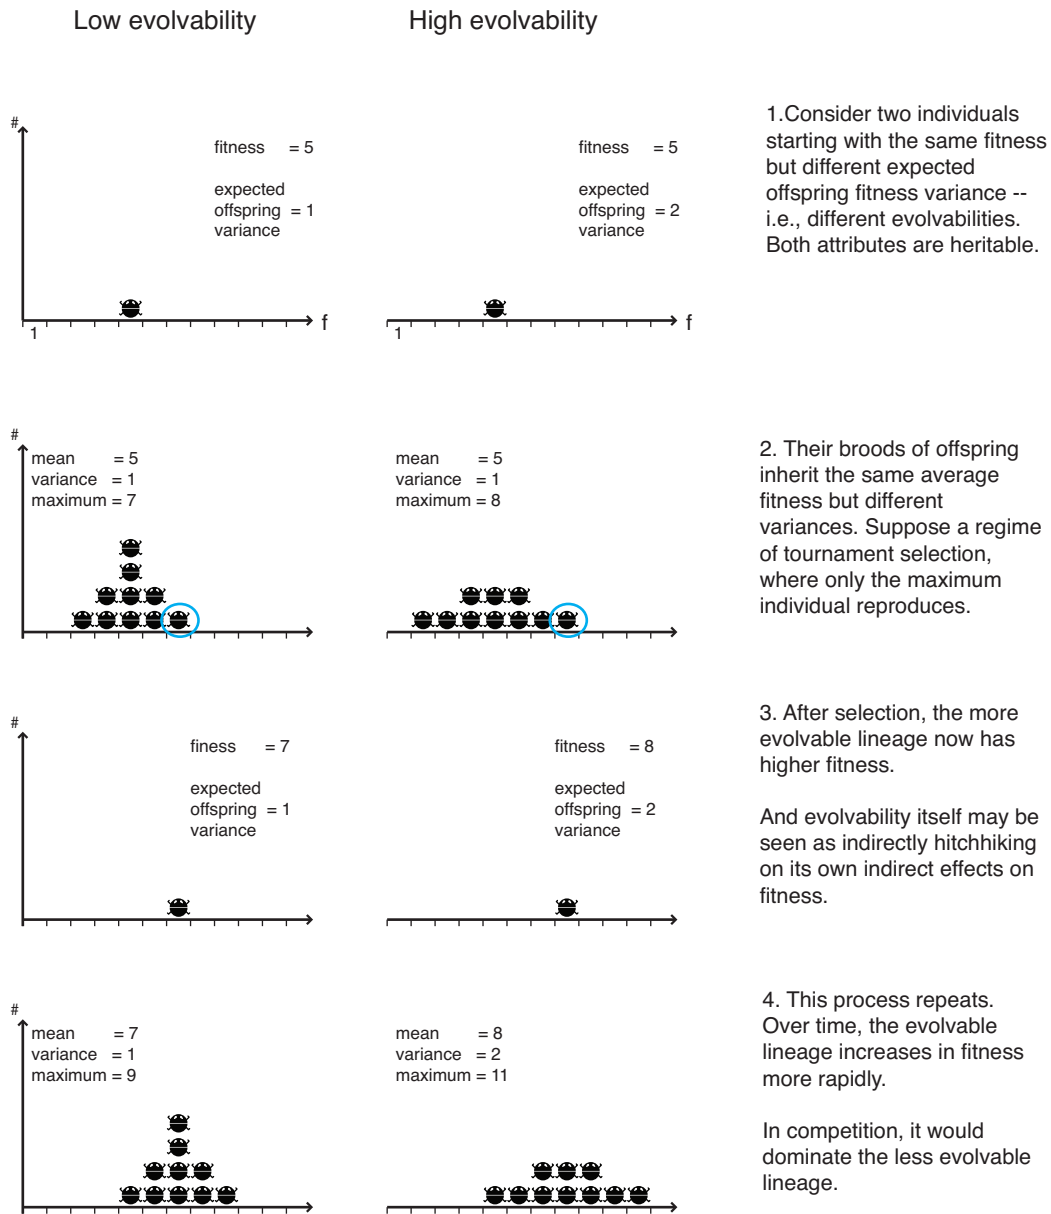 Low evolvability
High evolvability
#
fitness = 5
expected
offspring = 1
variance
f
1
fitness = 5
expected
offspring = 2
variance
f
1
1.Consider two individuals
starting with the same fitness
but different expected
offspring fitness variance --
i.e., different evolvabilities.
Both attributes are heritable.
#
mean = 5
variance = 1
maximum = 7
mean = 5
variance = 1
maximum = 8
2. Their broods of offspring
inherit the same average
fitness but different
variances. Suppose a regime
of tournament selection,
where only the maximum
individual reproduces.
#
finess = 7
expected
offspring = 1
variance
fitness = 8
expected
offspring = 2
variance
3. After selection, the more
evolvable lineage now has
higher fitness.
And evolvability itself may be
seen as indirectly hitchhiking
on its own indirect effects on
fitness.
#
mean = 7
variance = 1
maximum = 9
mean = 8
variance = 2
maximum = 11
4. This process repeats.
Over time, the evolvable
lineage increases in fitness
more rapidly.
In competition, it would
dominate the less evolvable
lineage.